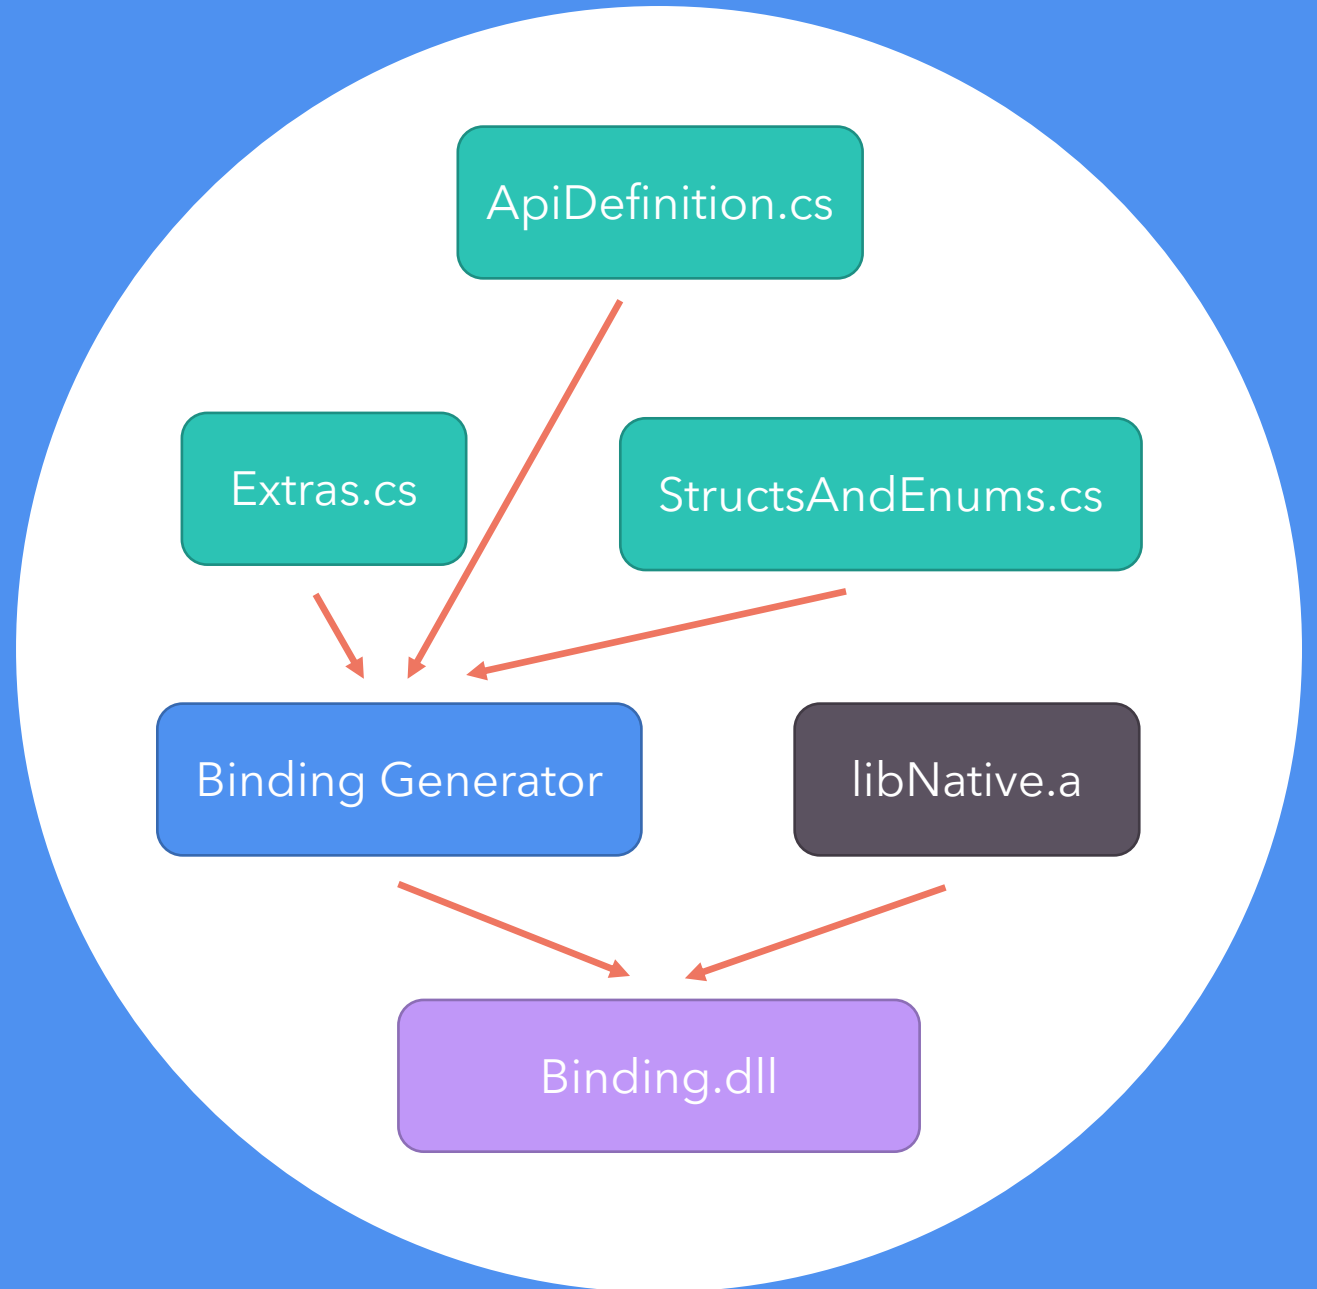 ApiDefinition.cs
Extras.cs
StructsAndEnums.cs
Binding Generator
libNative.a
Binding.dll